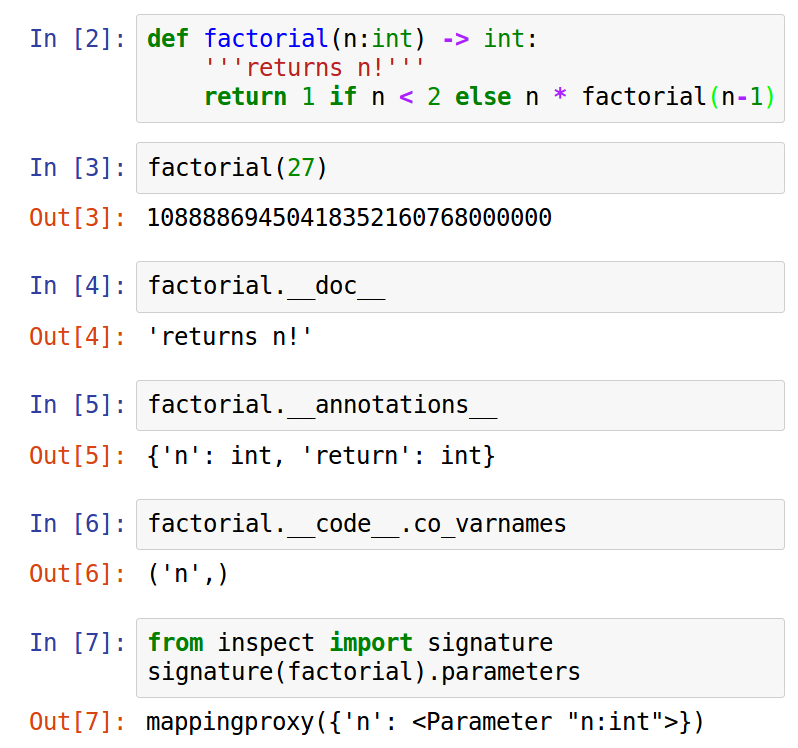 In [2]: def factorial(n:int) -> int:
    '''returns n!'''
    return 1 if n < 2 else n * factorial(n-1)
In [3]: factorial(27)
Out[3]: 10888869450418352160768000000
In [4]: factorial.__doc__
Out[4]: 'returns n!'
In [5]: factorial.__annotations__
Out[5]: {'n': int, 'return': int}
In [6]: factorial.__code__.co_varnames
Out[6]: ('n',)
In [7]: from inspect import signature
signature(factorial).parameters
Out[7]: mappingproxy({'n': <Parameter "n:int">})